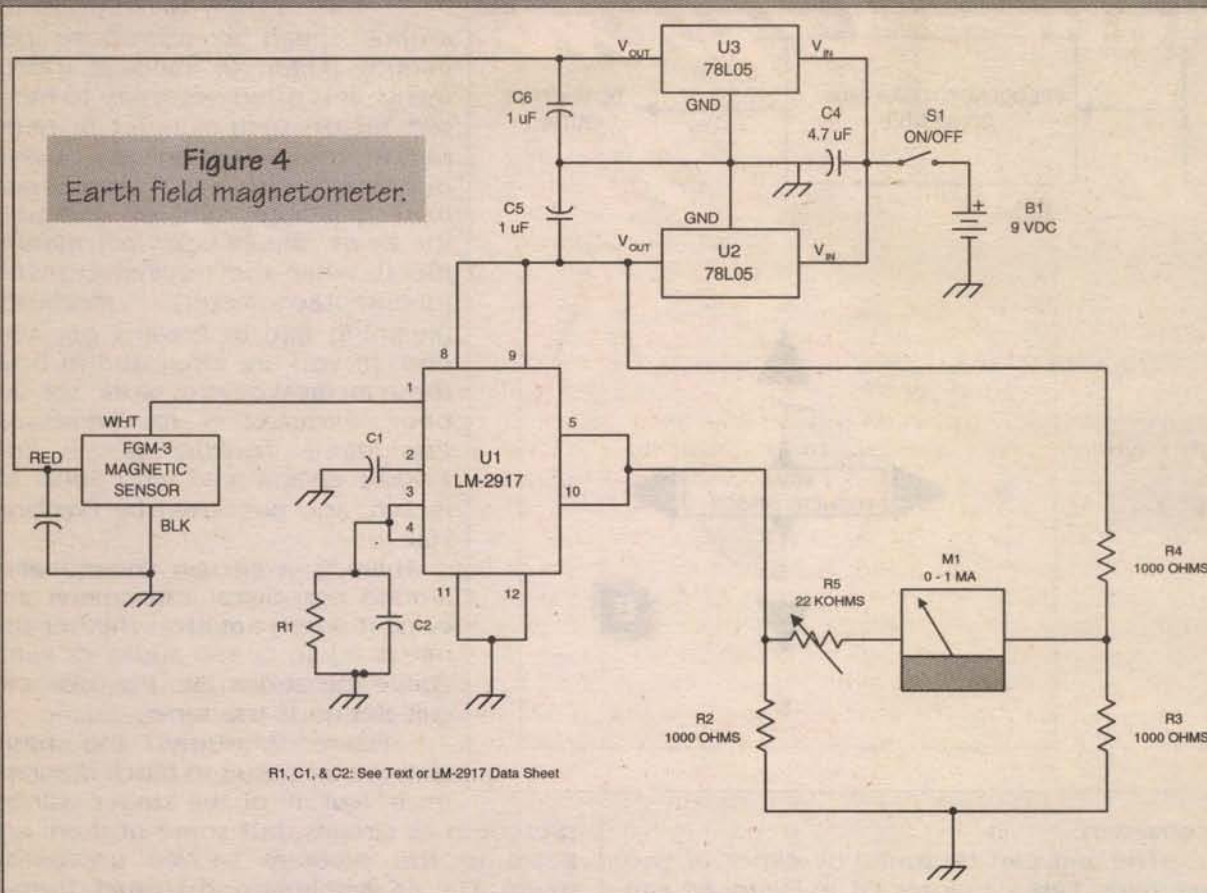 Figure 4
Earth field magnetometer.
V_OUT
U3
78L05
V_IN
GND
C6
1 uF
C4
4.7 uF
S1
ON/OFF
C5
1 uF
GND
V_OUT
U2
78L05
V_IN
+
B1
9 VDC
8
9
1
2
3
4
5
10
11
12
U1
LM-2917
WHT
RED
FGM-3
MAGNETIC
SENSOR
BLK
C1
R1
C2
M1
0 - 1 MA
R4
1000 OHMS
R5
22 KOHMS
R2
1000 OHMS
R3
1000 OHMS
R1, C1, & C2: See Text or LM-2917 Data Sheet